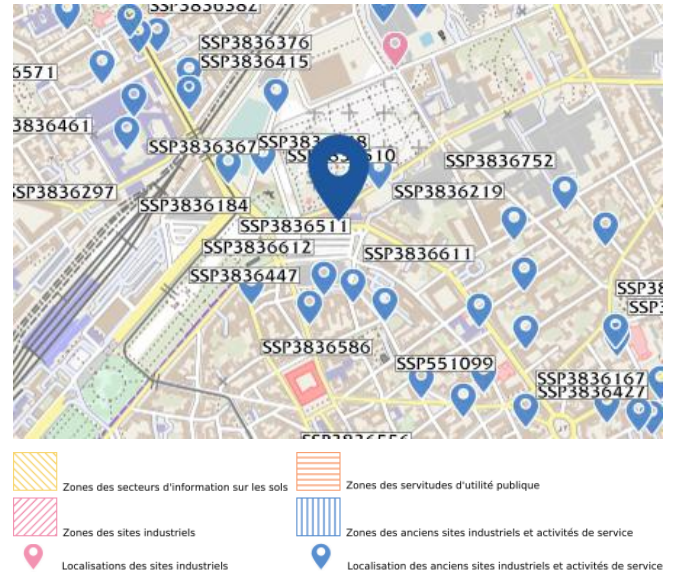 SSP3836382
SSP3836376
SSP3836415
6571
3836461
SSP3836367
SSP3836752
SSP3836297
SSP3836184
SSP3836219
SSP3836511
SSP3836612
SSP3836611
SSP3836447
SSP3836586
SSP551099
SSP3836167
SSP3836427
Zones des secteurs d'information sur les sols
Zones des servitudes d'utilité publique
Zones des sites industriels
Zones des anciens sites industriels et activités de service
Localisations des sites industriels
Localisation des anciens sites industriels et activités de service